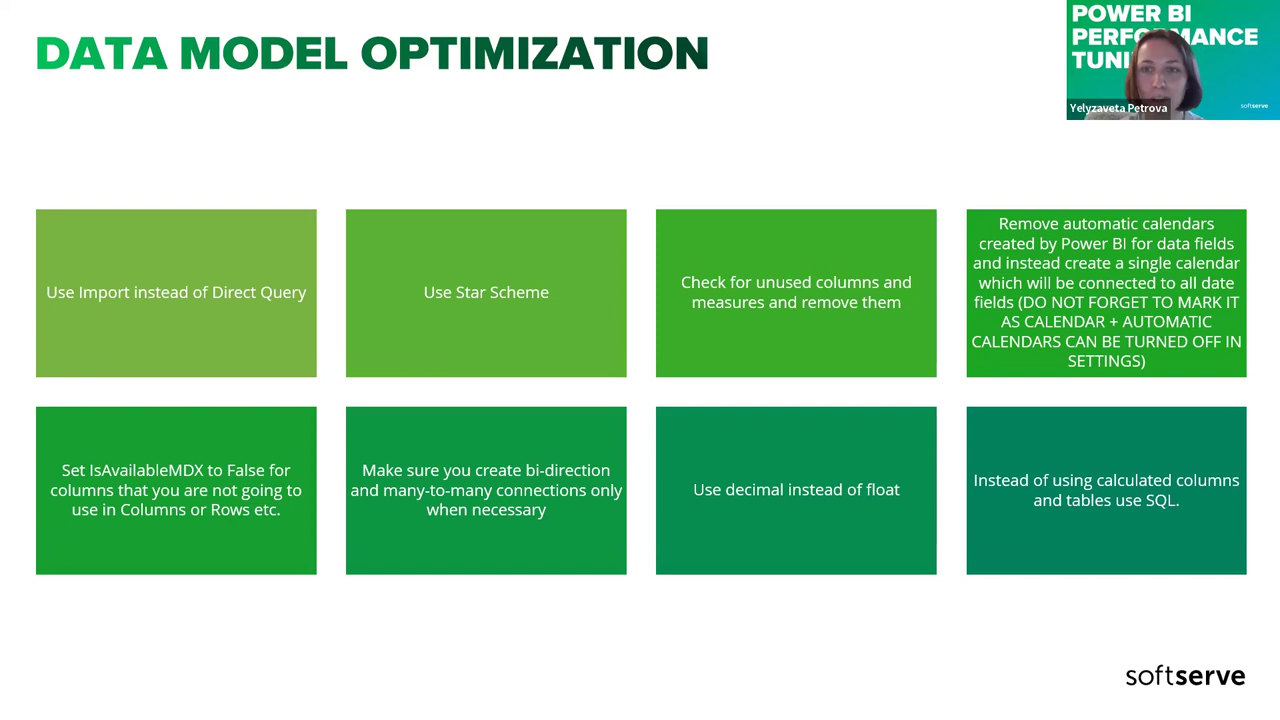 DATA MODEL OPTIMIZATION
POWER BI
PERFORMANCE
TUNI
Yelyzaveta Petrova
softserve
Use Import instead of Direct Query
Use Star Scheme
Check for unused columns and
measures and remove them
Remove automatic calendars
created by Power BI for data fields
and instead create a single calendar
which will be connected to all date
fields (DO NOT FORGET TO MARK IT
AS CALENDAR + AUTOMATIC
CALENDARS CAN BE TURNED OFF IN
SETTINGS)
Set IsAvailableMDX to False for
columns that you are not going to
use in Columns or Rows etc.
Make sure you create bi-direction
and many-to-many connections only
when necessary
Use decimal instead of float
Instead of using calculated columns
and tables use SQL.
softserve